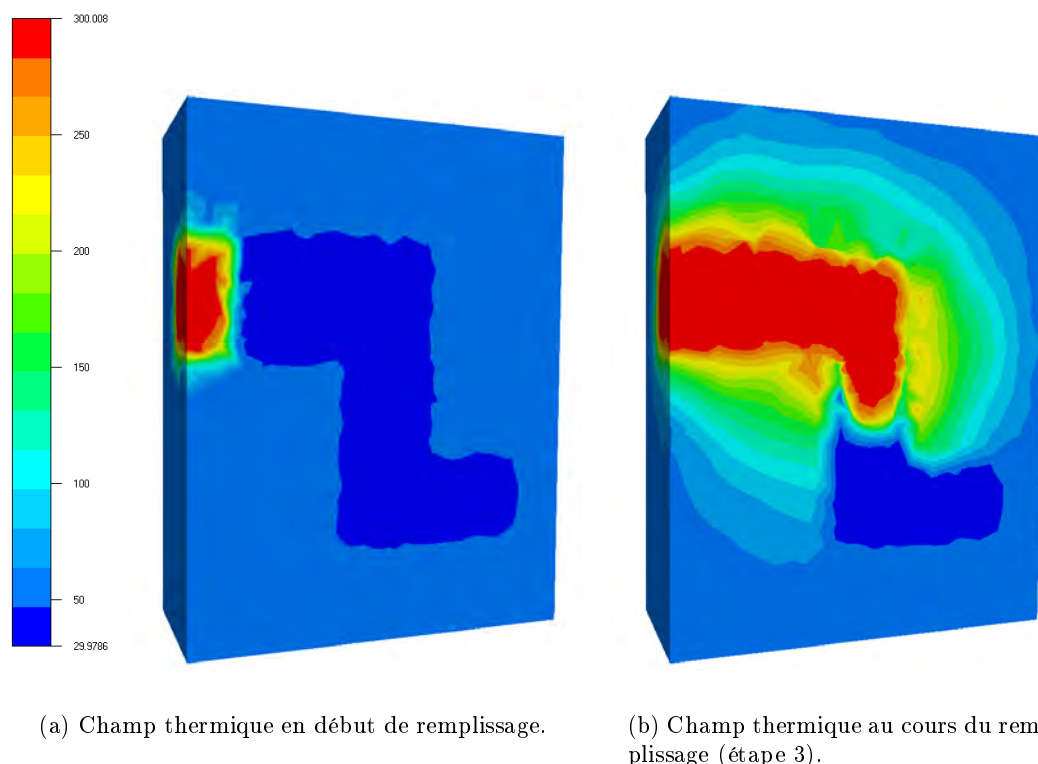 300.008
250
200
150
100
50
29.9786
(a) Champ thermique en début de remplissage.
(b) Champ thermique au cours du rem-
plissage (étape 3).